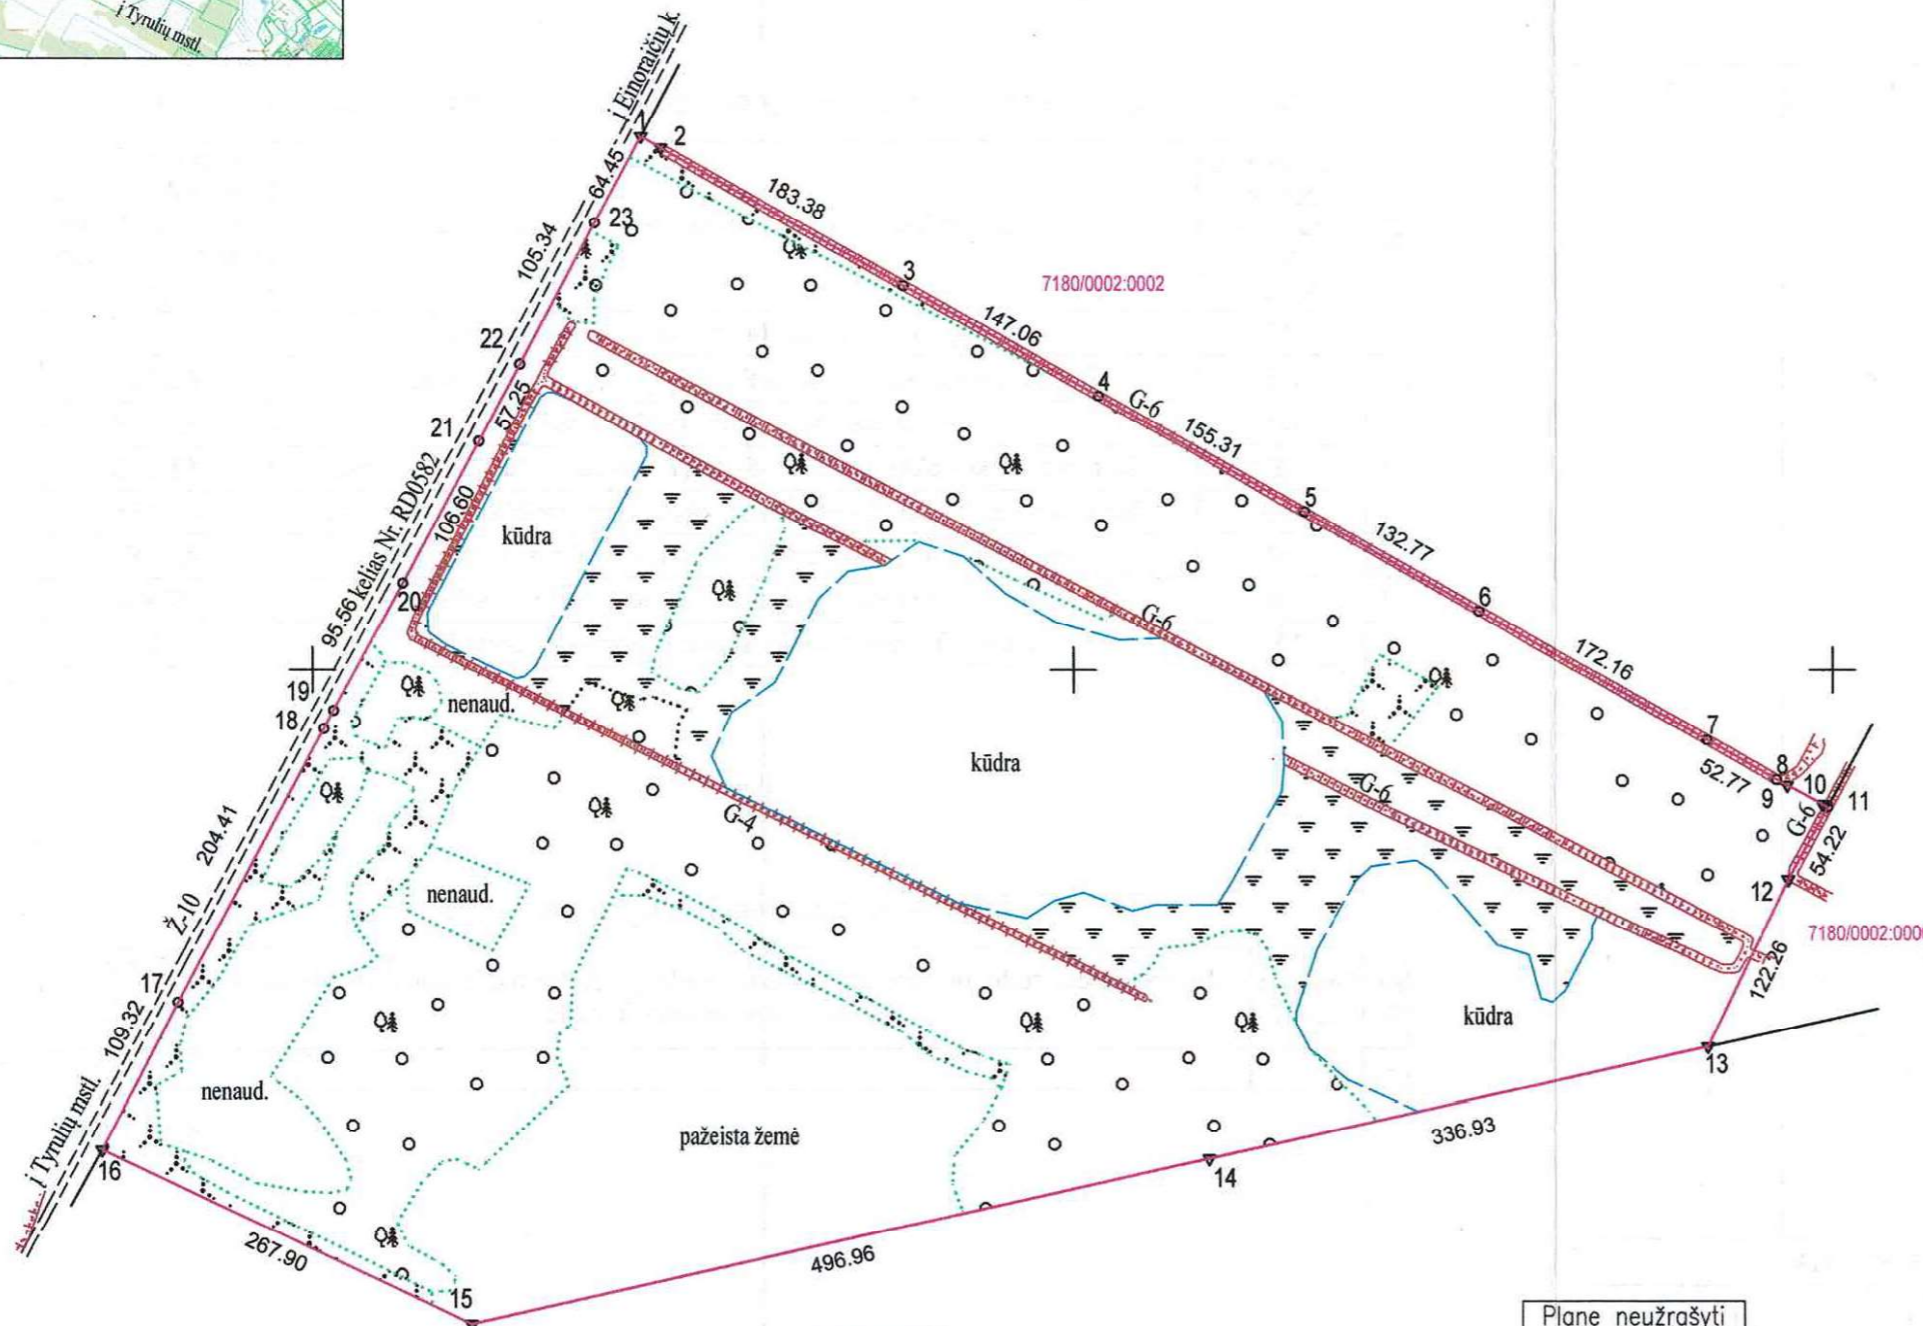 į Tyrulių mstl.
į Einoraičių k.
1
2
64.45
183.38
23
105.34
3
7180/0002:0002
147.06
22
4
G-6
57.25
155.31
21
5
kelias Nr. RD0582
106.60
132.77
kūdra
20
6
G-6
95.56
172.16
19
nenaud.
18
7
kūdra
8
52.77
G-6
9
10
11
G-4
G-6
54.22
204.41
nenaud.
12
Ž-10
7180/0002:000
122.26
17
kūdra
109.32
13
nenaud.
į Tyrulių mstl.
pažeista žemė
336.93
16
14
267.90
496.96
15
Plane neužrašyti